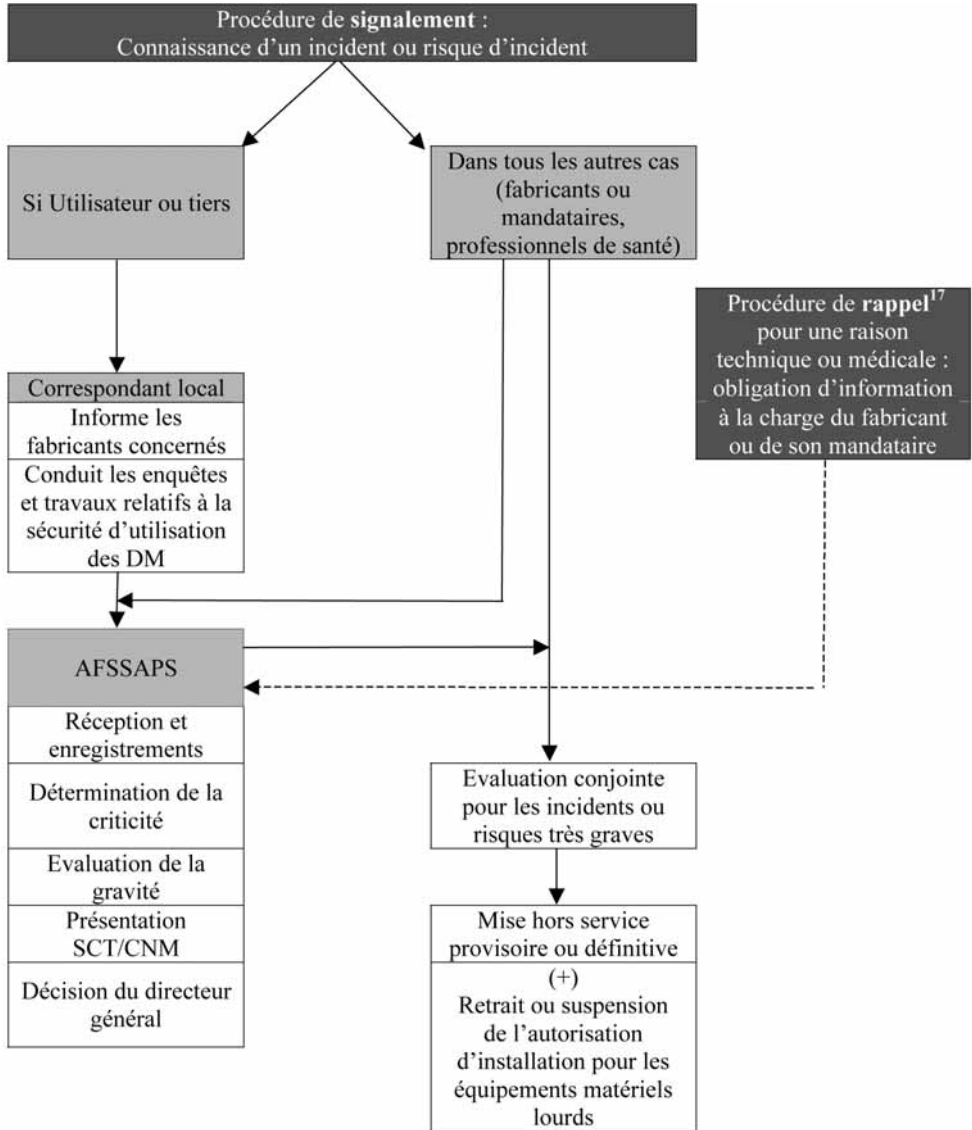 Procédure de signalement :
Connaissance d’un incident ou risque d’incident
Si Utilisateur ou tiers
Dans tous les autres cas
(fabricants ou
mandataires,
professionnels de santé)
Procédure de rappel17
pour une raison
technique ou médicale :
obligation d’information
à la charge du fabricant
ou de son mandataire
Correspondant local
Informe les
fabricants concernés
Conduit les enquêtes
et travaux relatifs à la
sécurité d’utilisation
des DM
AFSSAPS
Réception et
enregistrements
Détermination de la
criticité
Evaluation de la
gravité
Présentation
SCT/CNM
Décision du directeur
général
Evaluation conjointe
pour les incidents ou
risques très graves
Mise hors service
provisoire ou définitive
(+)
Retrait ou suspension
de l’autorisation
d’installation pour les
équipements matériels
lourds